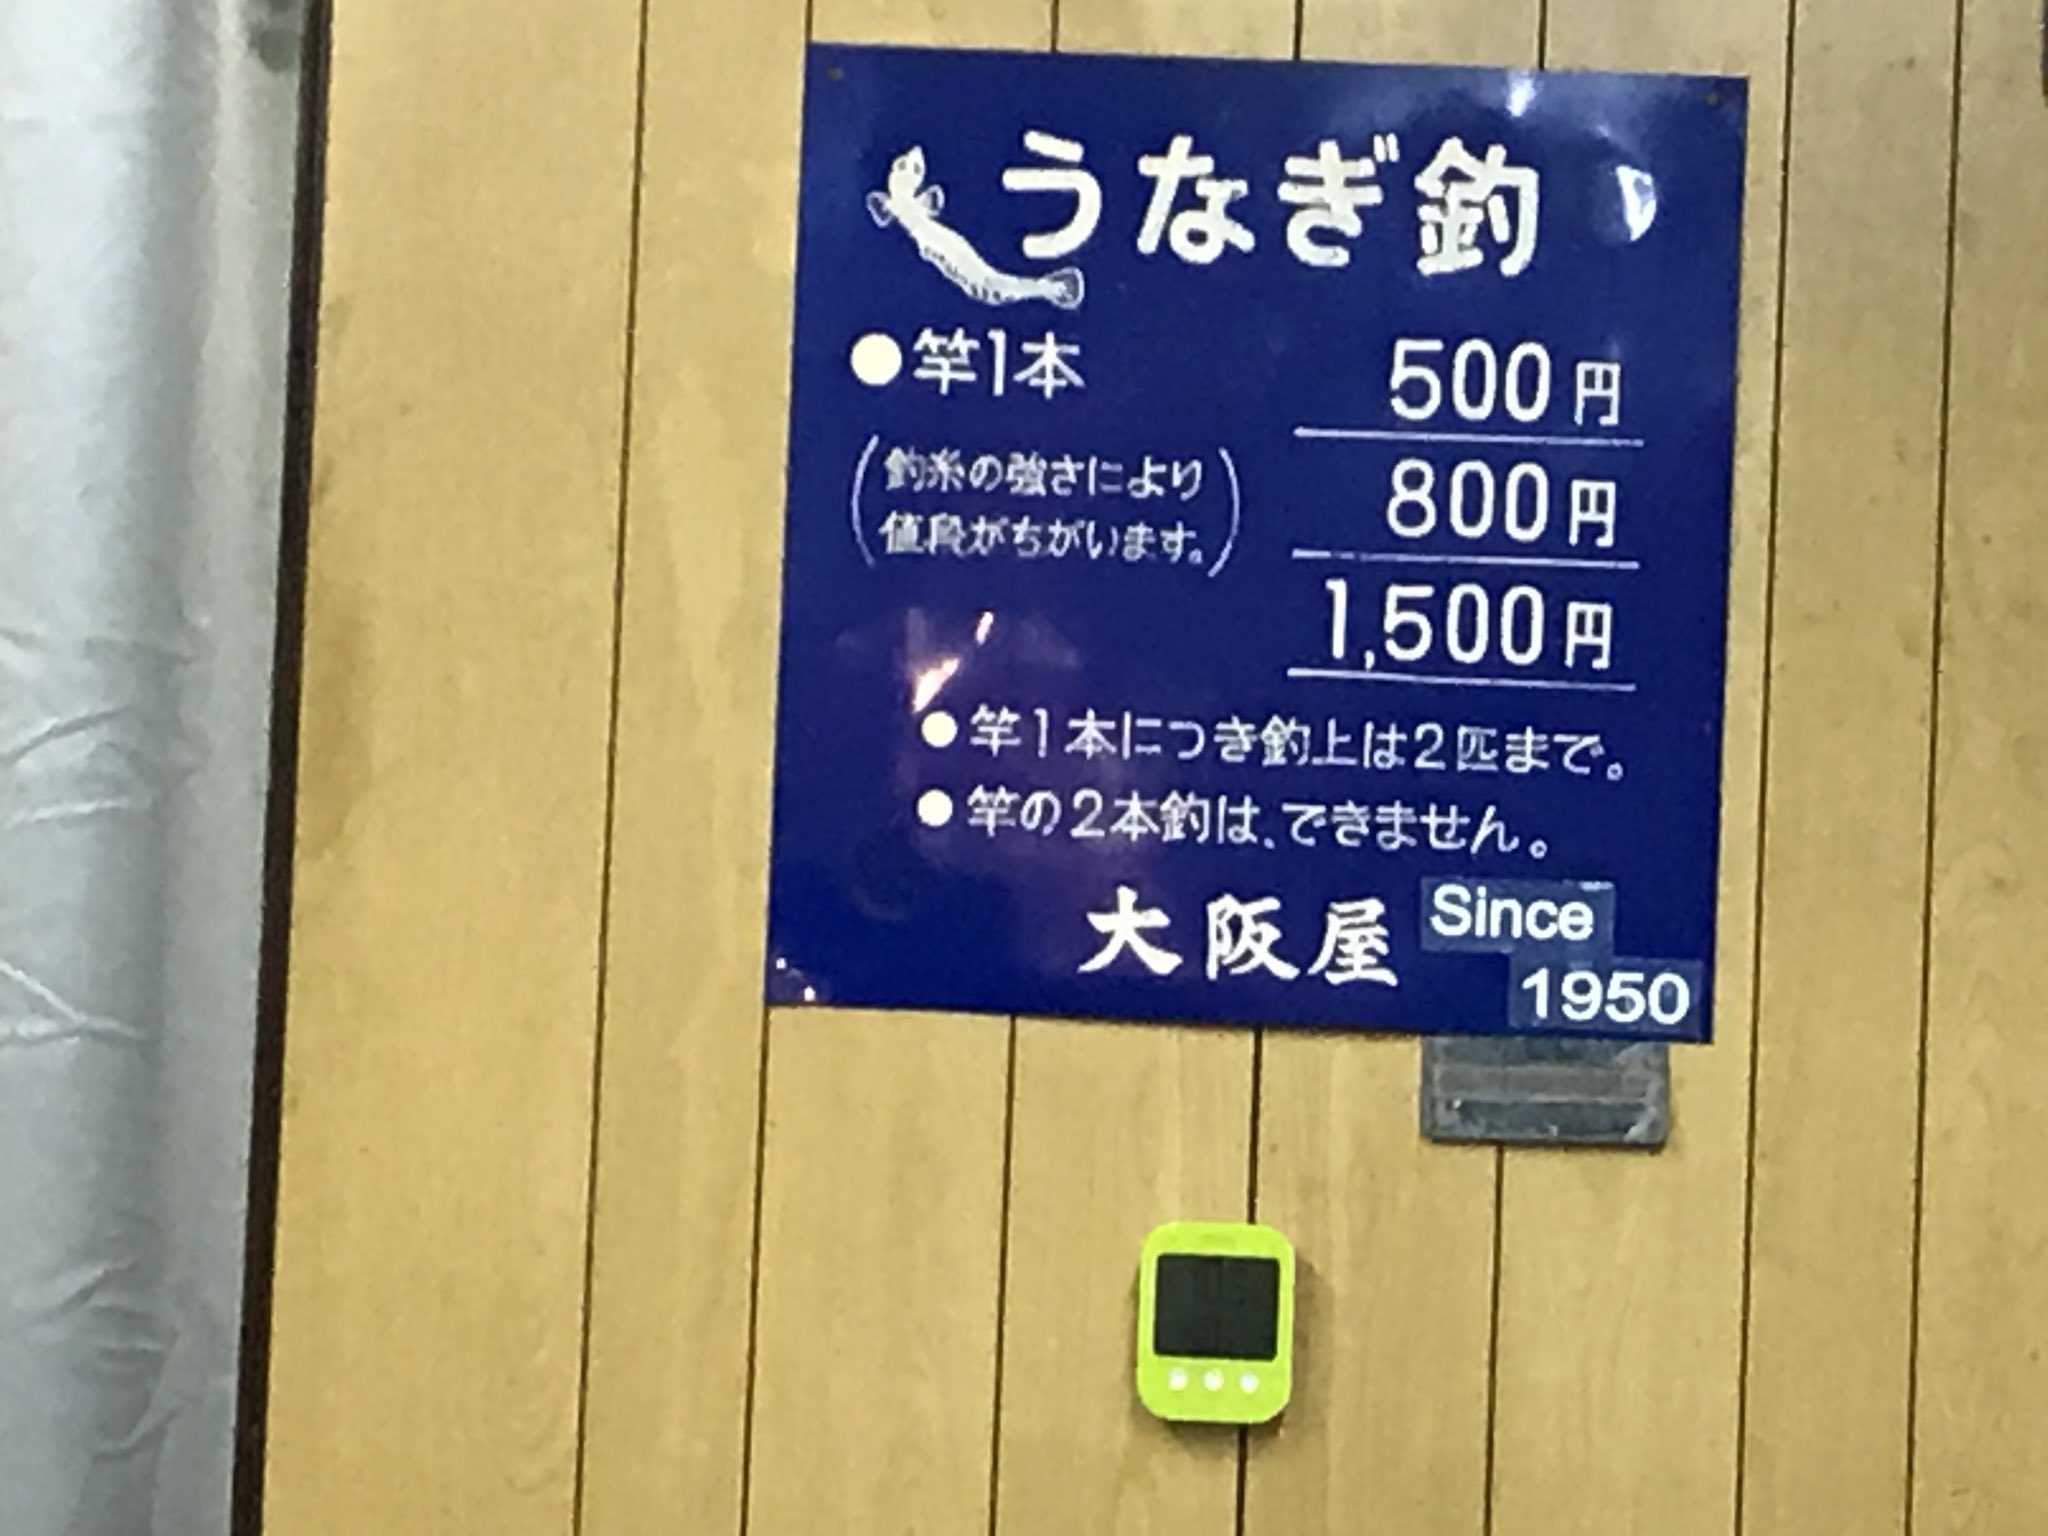 うなぎ釣
●竿1本 500円
(釣糸の強さにより
値段がちがいます。)
800円
1,500円
●竿1本につき釣上は2匹まで。
●竿の2本釣は、できません。
大阪屋 Since
1950